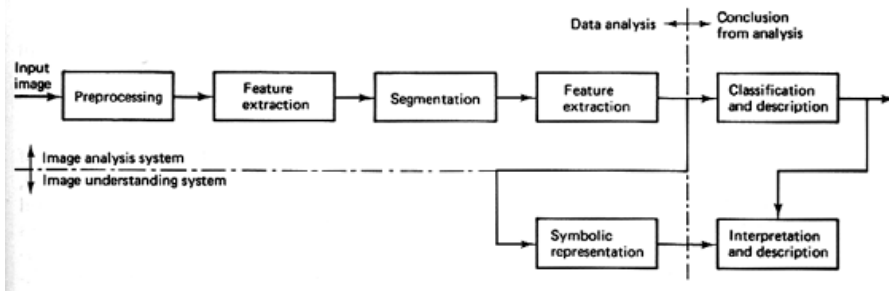 Data analysis
Conclusion
from analysis
Input
image
Preprocessing
Feature
extraction
Segmentation
Feature
extraction
Classification
and description
Image analysis system
Image understanding system
Symbolic
representation
Interpretation
and description